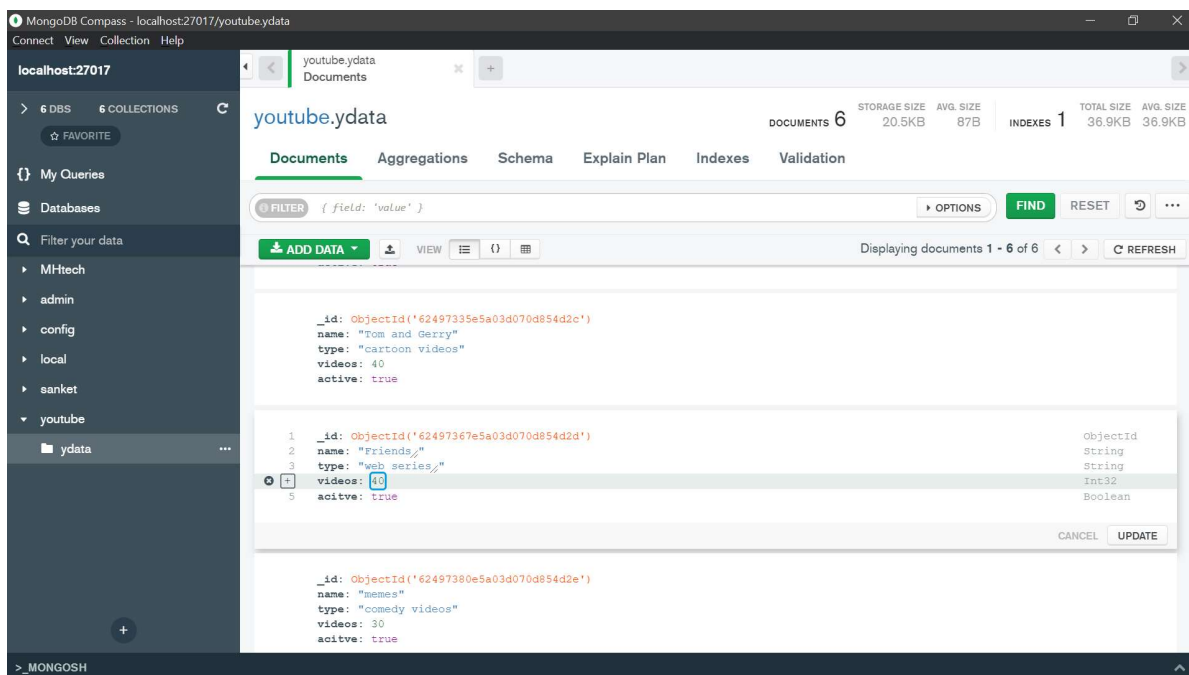 MongoDB Compass - localhost:27017/youtube.ydata
Connect View Collection Help
localhost:27017
6 DBS 6 COLLECTIONS
FAVORITE
{} My Queries
Databases
Filter your data
MHtech
admin
config
local
sanket
youtube
ydata
>_MONGOSH
youtube.ydata
Documents
youtube.ydata
DOCUMENTS 6
STORAGE SIZE AVG. SIZE
20.5KB 87B
INDEXES 1
TOTAL SIZE AVG. SIZE
36.9KB 36.9KB
Documents Aggregations Schema Explain Plan Indexes Validation
FILTER { field: 'value' } OPTIONS FIND RESET
ADD DATA VIEW {} Displaying documents 1 - 6 of 6 REFRESH
_id: ObjectId('62497335e5a03d070d854d2c')
name: "Tom and Gerry"
type: "cartoon videos"
videos: 40
active: true
1 _id: ObjectId('62497367e5a03d070d854d2d') ObjectId
2 name: "Friends" String
3 type: "web series" String
videos: 40 Int32
5 acitve: true Boolean
CANCEL UPDATE
_id: ObjectId('62497380e5a03d070d854d2e')
name: "memes"
type: "comedy videos"
videos: 30
acitve: true